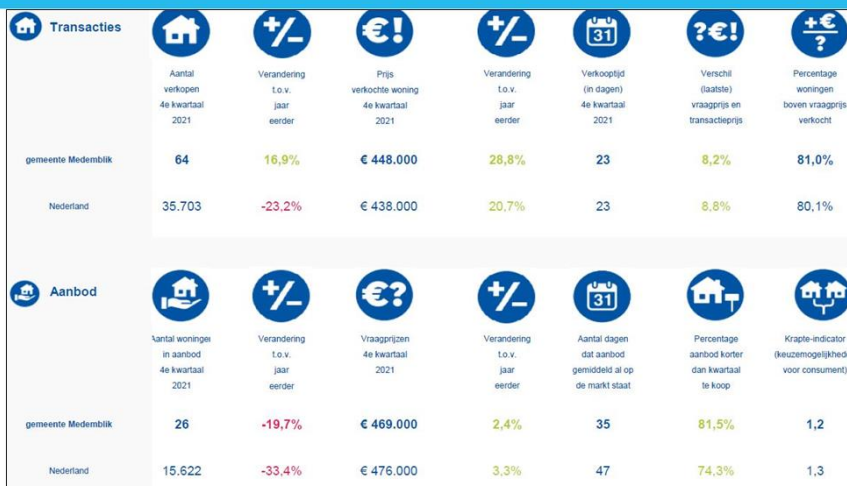 Transacties
Aantal verkopen 4e kwartaal 2021
Verandering t.o.v. jaar eerder
Prijs verkochte woning 4e kwartaal 2021
Verandering t.o.v. jaar eerder
31
Verkooptijd (in dagen) 4e kwartaal 2021
Verschil (laatste) vraagprijs en transactieprijs
Percentage woningen boven vraagprijs verkocht
gemeente Medemblik 64 16,9% € 448.000 28,8% 23 8,2% 81,0%
Nederland 35.703 -23,2% € 438.000 20,7% 23 8,8% 80,1%
Aanbod
Aantal woningen in aanbod 4e kwartaal 2021
Verandering t.o.v. jaar eerder
Vraagprijzen 4e kwartaal 2021
Verandering t.o.v. jaar eerder
31
Aantal dagen dat aanbod gemiddeld al op de markt staat
Percentage aanbod korter dan kwartaal te koop
Krapte-indicator (keuzemogelijkhede voor consument)
gemeente Medemblik 26 -19,7% € 469.000 2,4% 35 81,5% 1,2
Nederland 15.622 -33,4% € 476.000 3,3% 47 74,3% 1,3